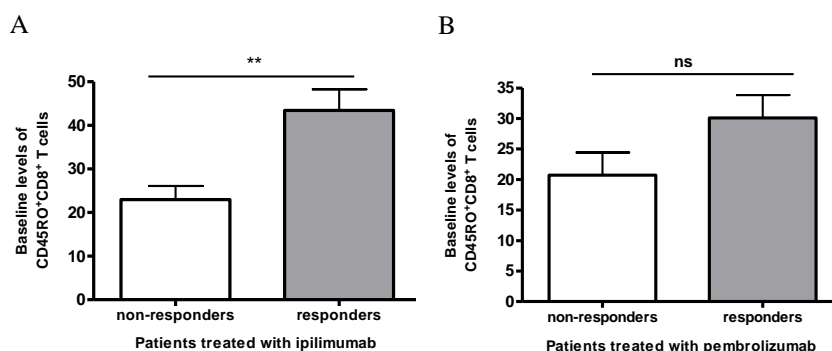 A
**
50
40
30
20
10
0
Baseline levels of
CD45RO⁺CD8⁺ T cells
non-responders responders
Patients treated with ipilimumab
B
ns
35
30
25
20
15
10
5
0
Baseline levels of
CD45RO⁺CD8⁺ T cells
non-responders responders
Patients treated with pembrolizumab